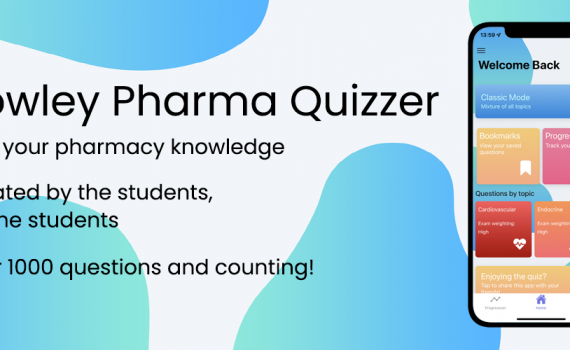 owley Pharma Quizzer
your pharmacy knowledge
ated by the students,
ne students
r 1000 questions and counting!
13:59
Welcome Back
Classic Mode
Mixture of all topics
Bookmarks
View your saved
questions
Progre
Track you
Questions by topic
Cardiovascular
Exam weighting:
High
Endocrine
Exam weighting:
High
Enjoying the quiz?
Tap to share this app with your
friends!
Progression
Home